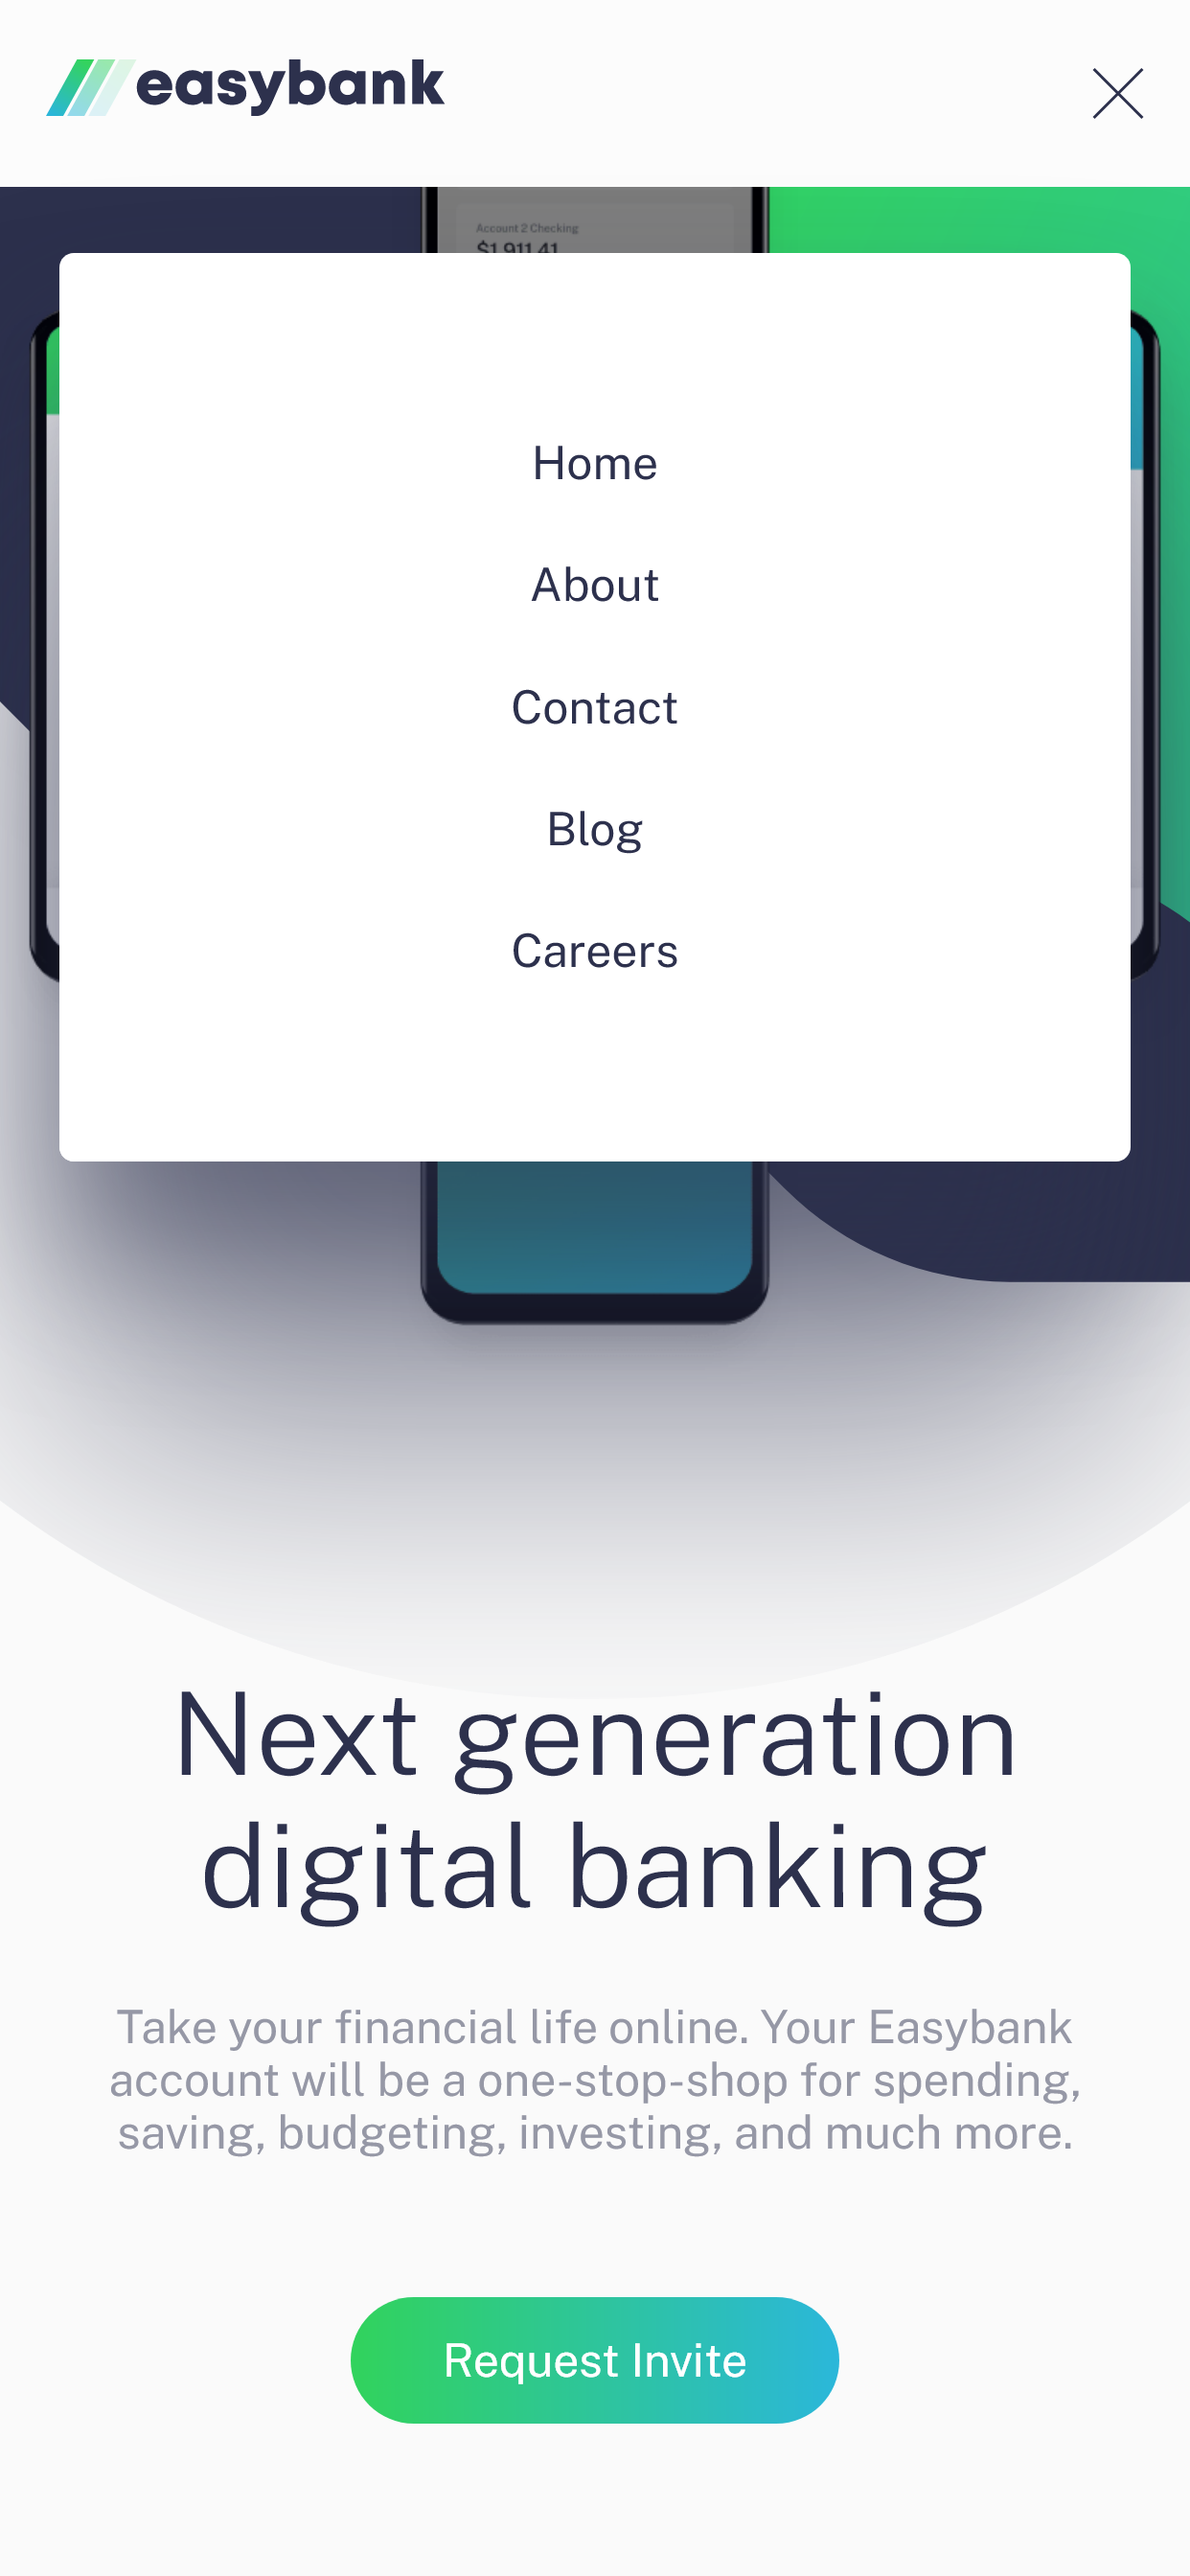 easybank
Account 2 Checking
$1,911.41
Home
About
Contact
Blog
Careers
Next generation
digital banking
Take your financial life online. Your Easybank
account will be a one-stop-shop for spending,
saving, budgeting, investing, and much more.
Request Invite